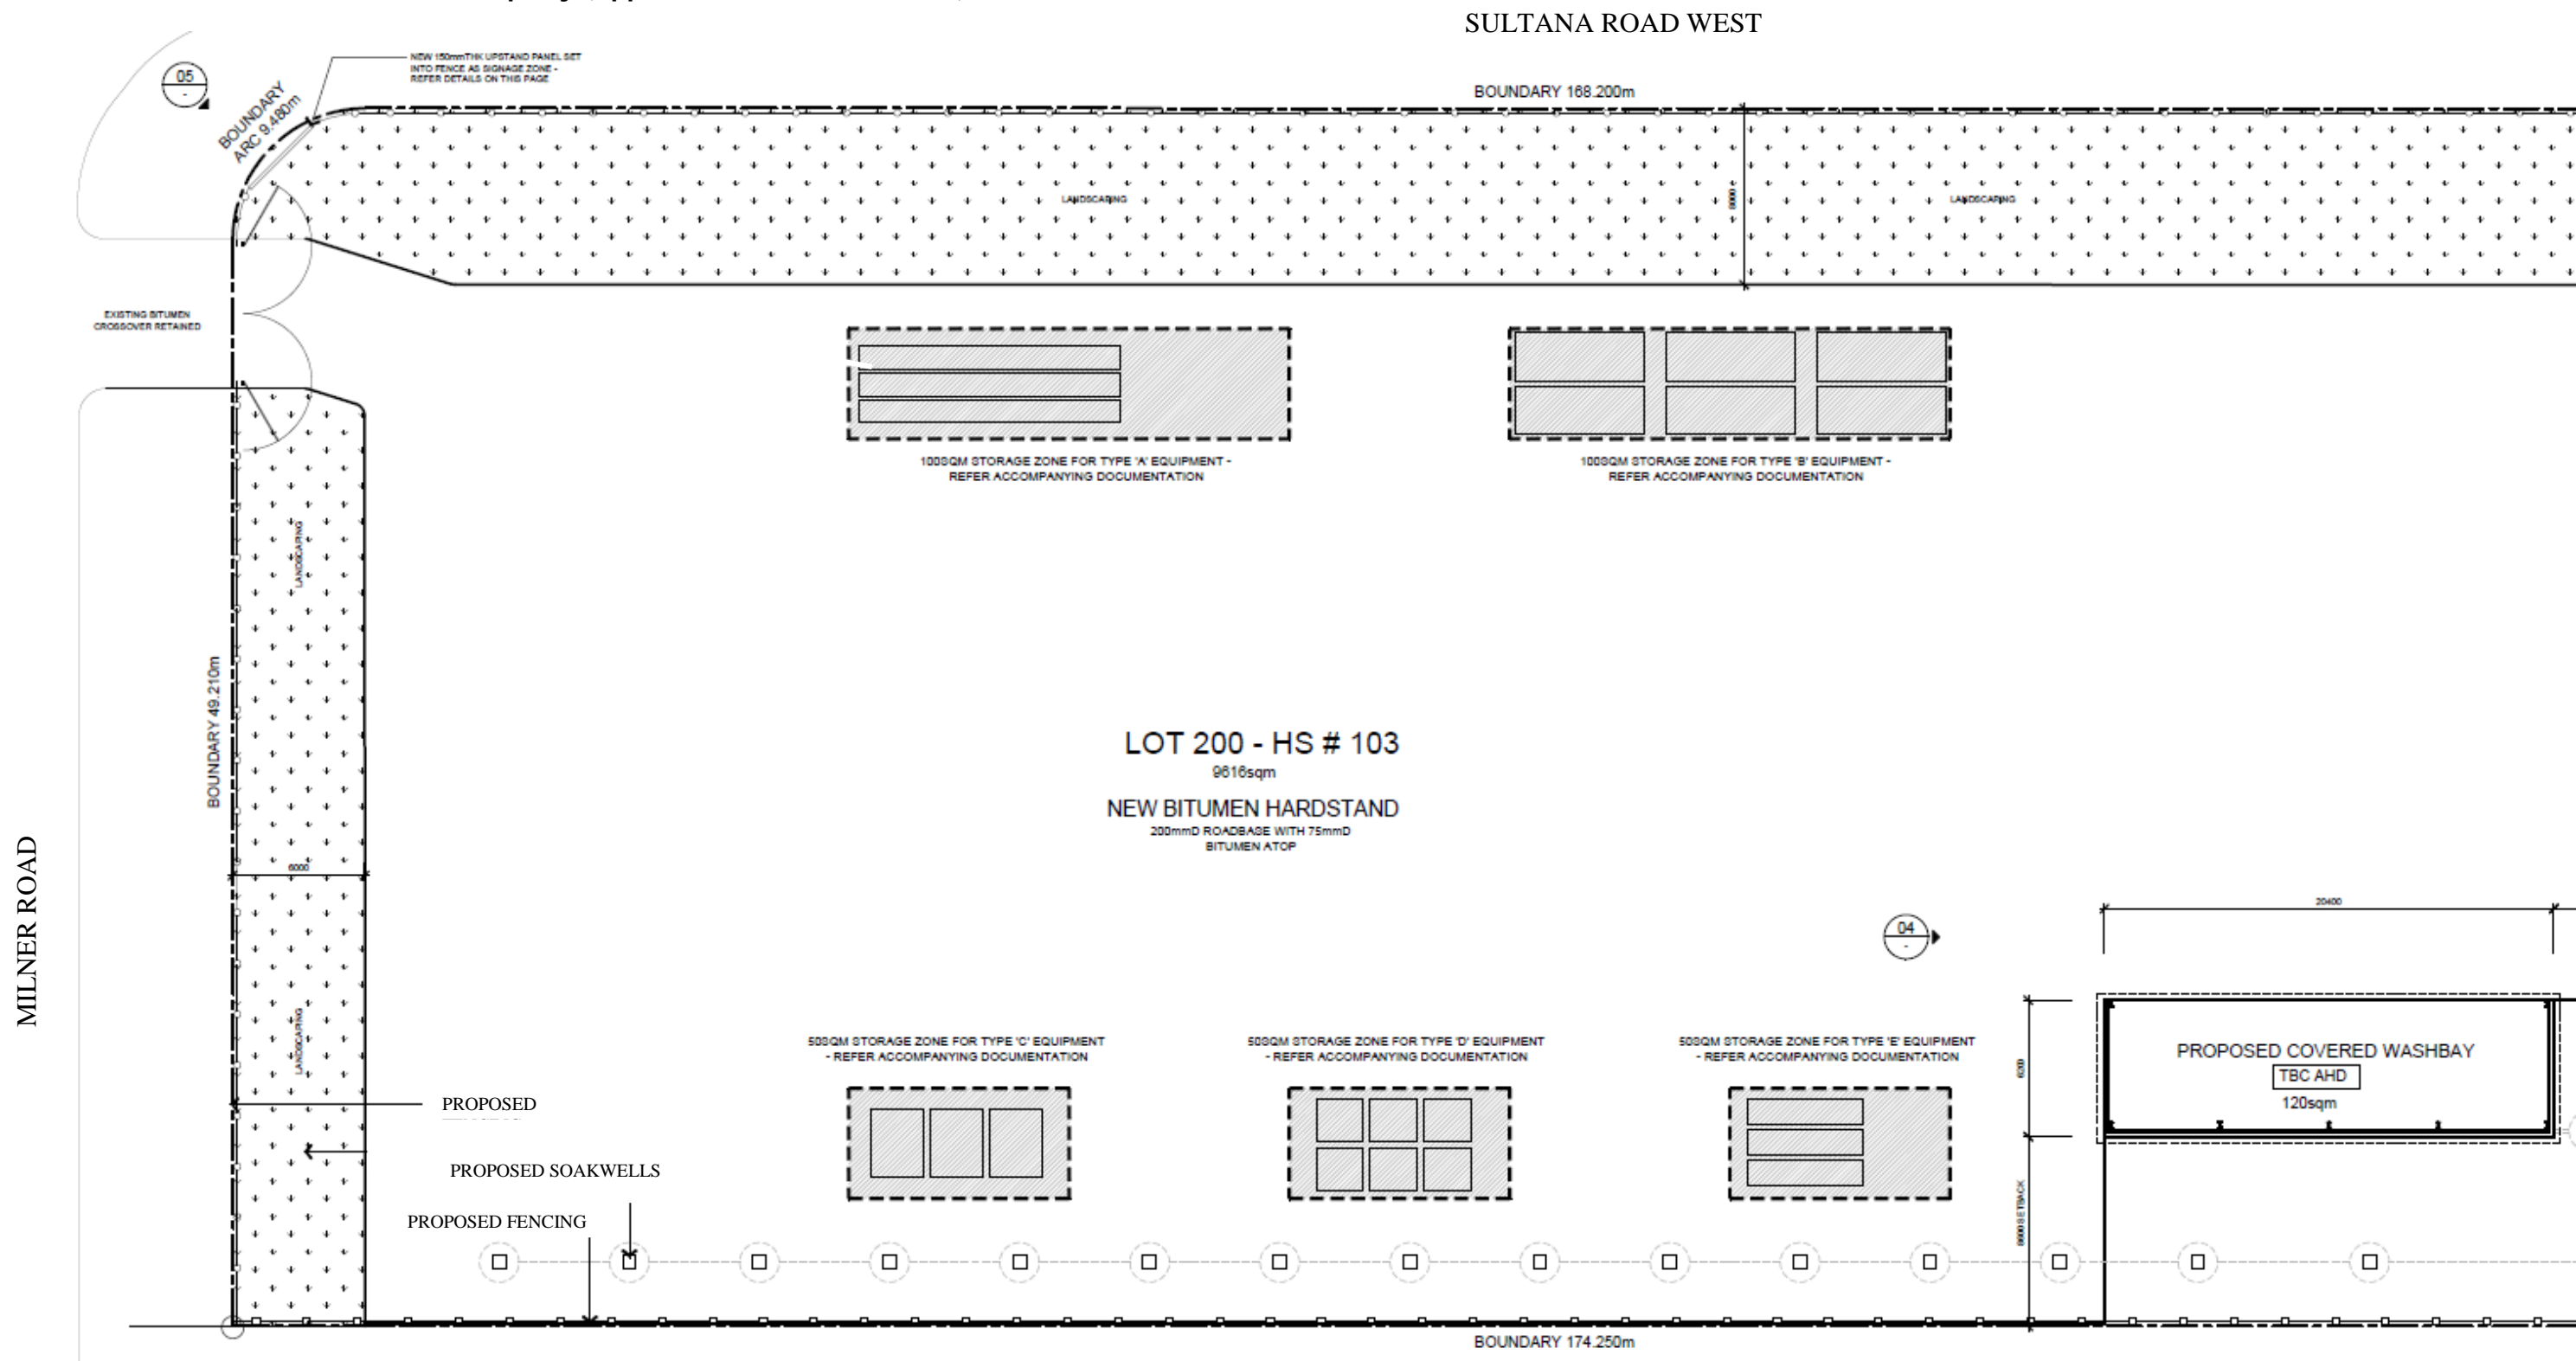 SULTANA ROAD WEST
05
-
NEW 150mmTHK UPSTAND PANEL SET
INTO FENCE AS SIGNAGE ZONE -
REFER DETAILS ON THIS PAGE
BOUNDARY
ARC 9.480m
BOUNDARY 168.200m
LANDSCAPING
8000
LANDSCAPING
EXISTING BITUMEN
CROSSOVER RETAINED
100SQM STORAGE ZONE FOR TYPE 'A' EQUIPMENT -
REFER ACCOMPANYING DOCUMENTATION
100SQM STORAGE ZONE FOR TYPE 'B' EQUIPMENT -
REFER ACCOMPANYING DOCUMENTATION
LANDSCAPING
BOUNDARY 49.210m
LOT 200 - HS # 103
9616sqm
NEW BITUMEN HARDSTAND
200mmD ROADBASE WITH 75mmD
BITUMEN ATOP
MILNER ROAD
6000
04
-
20400
LANDSCAPING
50SQM STORAGE ZONE FOR TYPE 'C' EQUIPMENT
- REFER ACCOMPANYING DOCUMENTATION
50SQM STORAGE ZONE FOR TYPE 'D' EQUIPMENT
- REFER ACCOMPANYING DOCUMENTATION
50SQM STORAGE ZONE FOR TYPE 'E' EQUIPMENT
- REFER ACCOMPANYING DOCUMENTATION
6200
PROPOSED COVERED WASHBAY
TBC AHD
120sqm
PROPOSED
PROPOSED SOAKWELLS
PROPOSED FENCING
SETBACK
BOUNDARY 174.250m